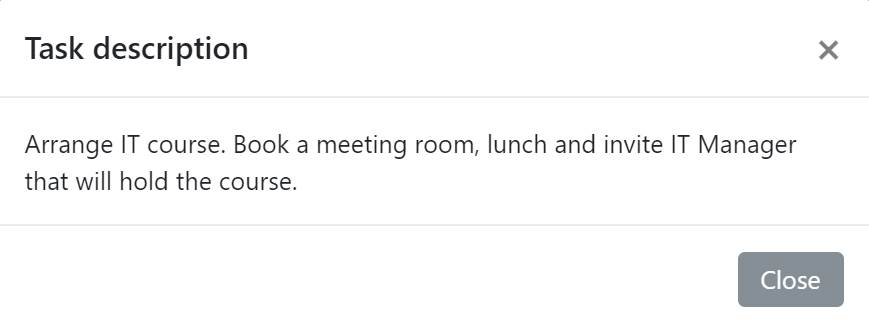 Task description
×
Arrange IT course. Book a meeting room, lunch and invite IT Manager
that will hold the course.
Close